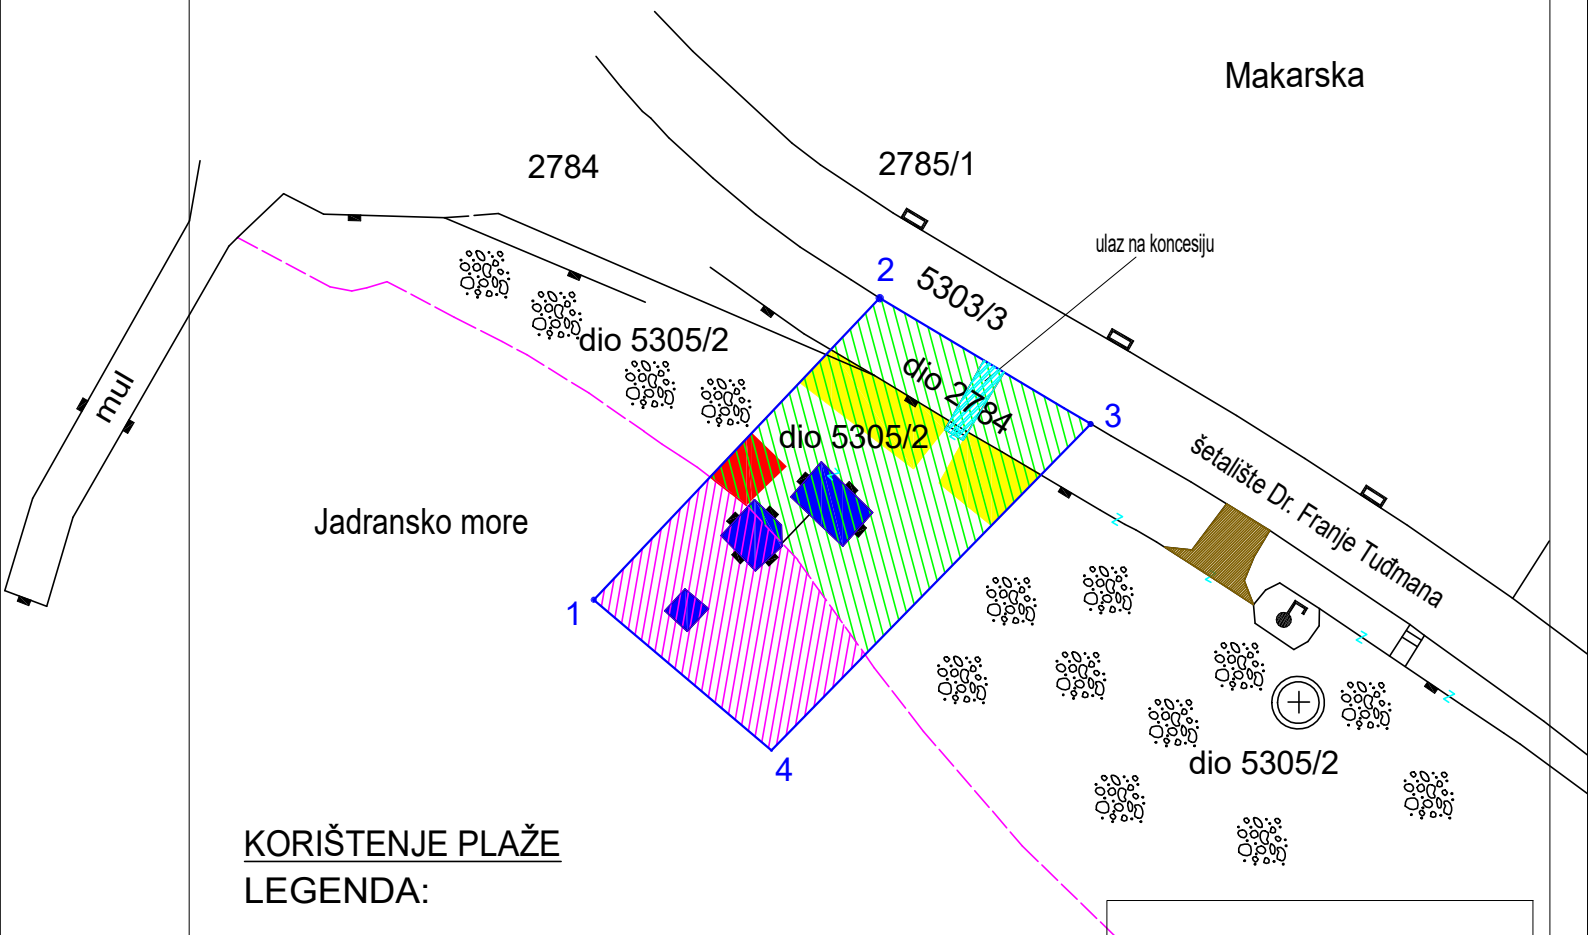 Makarska
2784
2785/1
ulaz na koncesiju
2
5303/3
dio 5305/2
dio 2784
mul
3
dio 5305/2
šetalište Dr. Franje Tuđmana
Jadransko more
1
4
dio 5305/2
KORIŠTENJE PLAŽE
LEGENDA: